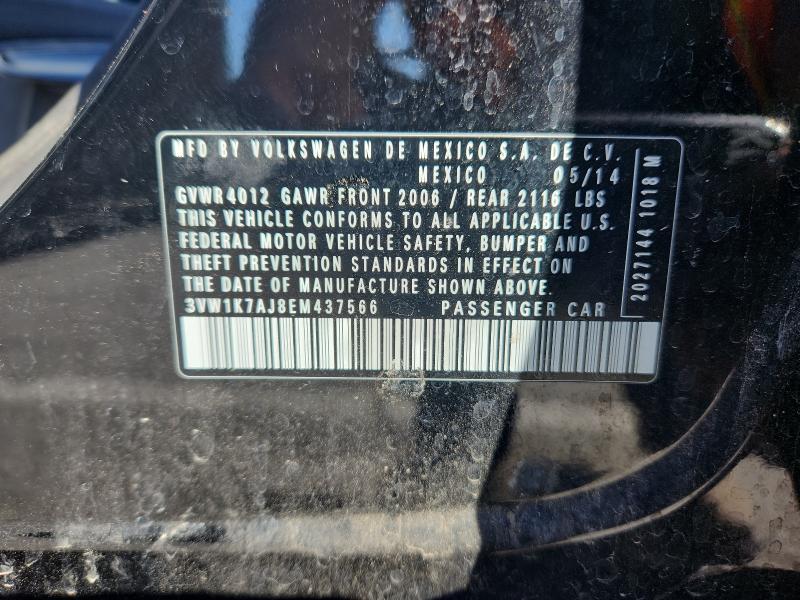 MFD BY VOLKSWAGEN DE MEXICO S.A. DE C.V.
MEXICO 05/14
GVWR 4012 GAWR FRONT 2006 / REAR 2116 LBS
THIS VEHICLE CONFORMS TO ALL APPLICABLE U.S.
FEDERAL MOTOR VEHICLE SAFETY, BUMPER AND
THEFT PREVENTION STANDARDS IN EFFECT ON
THE DATE OF MANUFACTURE SHOWN ABOVE.
3VW1K7AJ8EM437566 PASSENGER CAR
2027144 1018 M